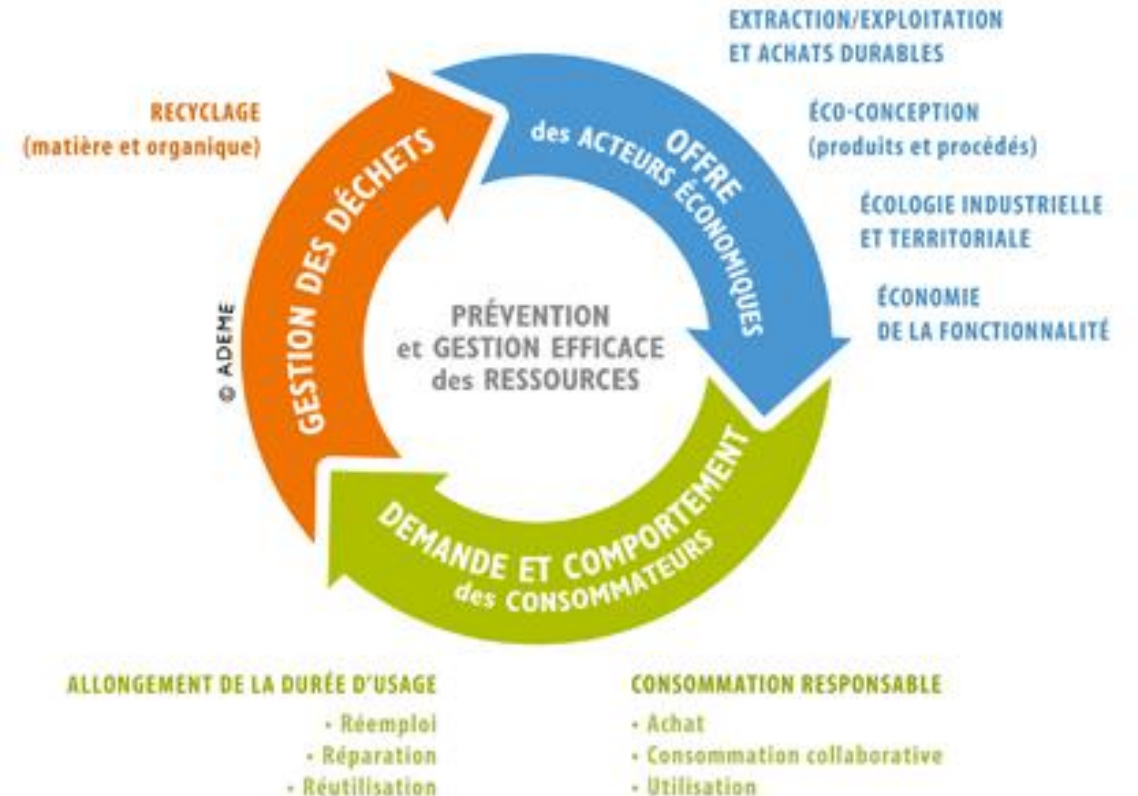 EXTRACTION/EXPLOITATION
ET ACHATS DURABLES
ÉCO-CONCEPTION
(produits et procédés)
ÉCOLOGIE INDUSTRIELLE
ET TERRITORIALE
ÉCONOMIE
DE LA FONCTIONNALITÉ
RECYCLAGE
(matière et organique)
OFFRE
des ACTEURS ÉCONOMIQUES
GESTION DES DÉCHETS
PRÉVENTION
et GESTION EFFICACE
des RESSOURCES
© ADEME
DEMANDE ET COMPORTEMENT
des CONSOMMATEURS
ALLONGEMENT DE LA DURÉE D'USAGE
• Réemploi
• Réparation
• Réutilisation
CONSOMMATION RESPONSABLE
• Achat
• Consommation collaborative
• Utilisation